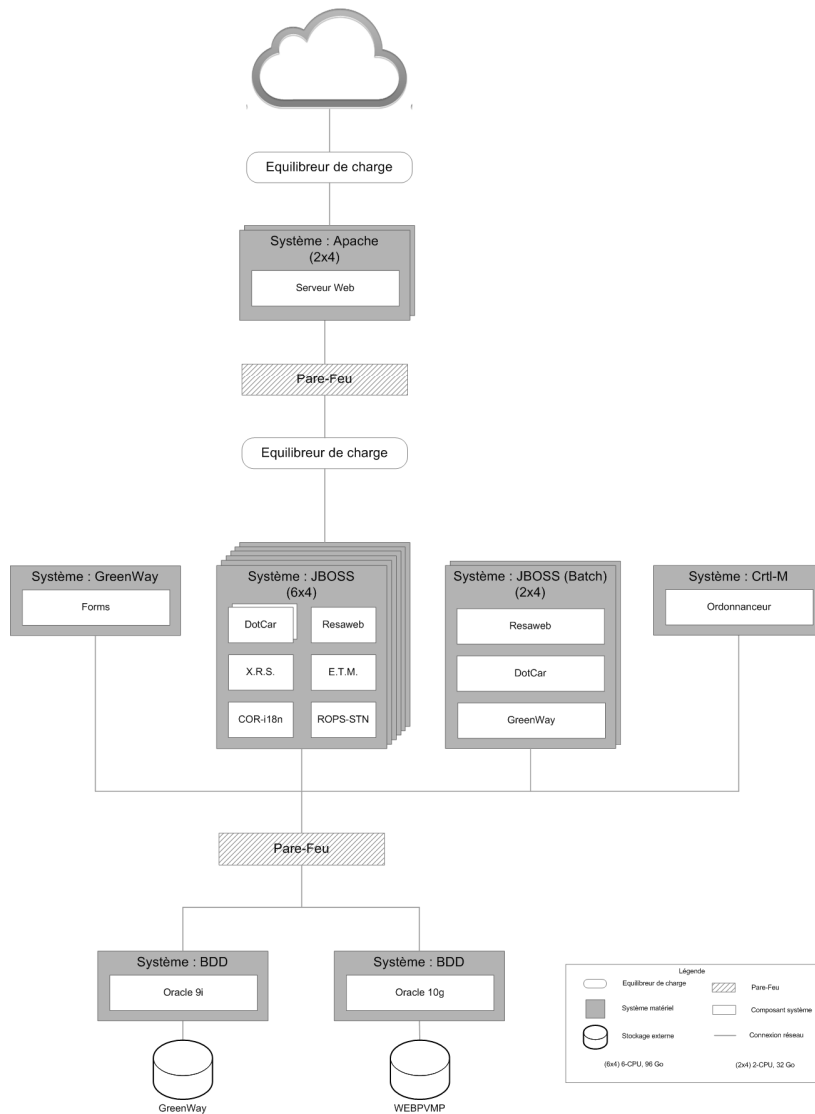 Equilibreur de charge
Système : Apache
(2x4)
Serveur Web
Pare-Feu
Equilibreur de charge
Système : GreenWay
Forms
Système : JBOSS
(6x4)
DotCar
Resaweb
X.R.S.
E.T.M.
COR-i18n
ROPS-STN
Système : JBOSS (Batch)
(2x4)
Resaweb
DotCar
GreenWay
Système : Crtl-M
Ordonnanceur
Pare-Feu
Système : BDD
Oracle 9i
GreenWay
Système : BDD
Oracle 10g
WEBPVMP
Légende
Equilibreur de charge
Pare-Feu
Système matériel
Composant système
Stockage externe
Connexion réseau
(6x4) 6-CPU, 96 Go
(2x4) 2-CPU, 32 Go